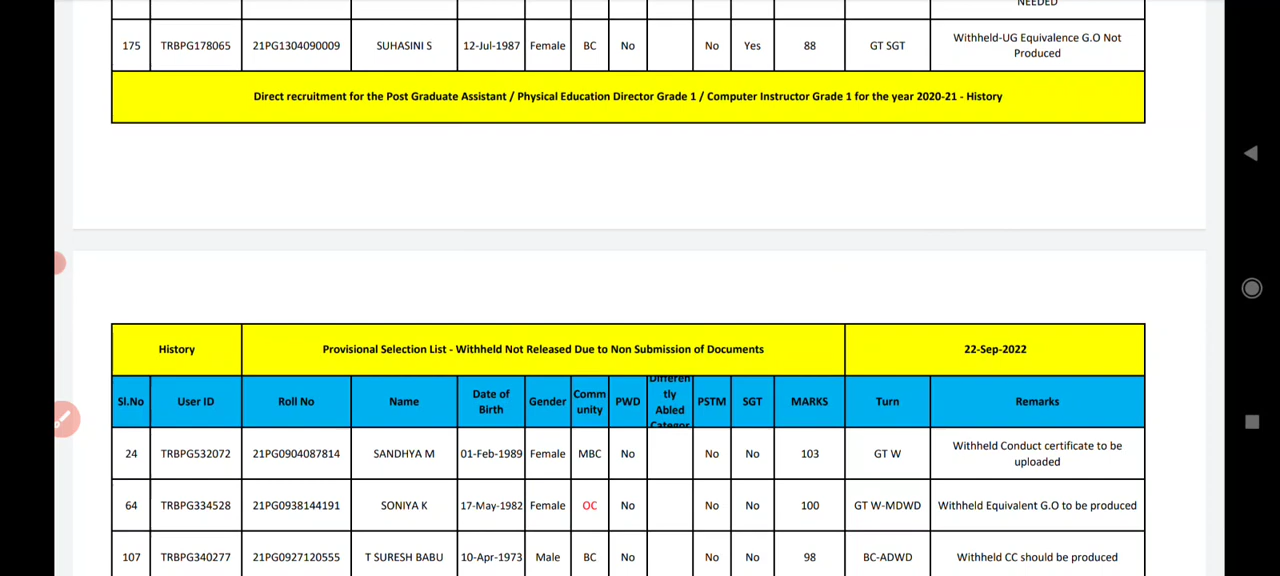 NEEDED
175 TRBPG178065 21PG1304090009 SUHASINI S 12-Jul-1987 Female BC No No Yes 88 GT SGT Withheld-UG Equivalence G.O Not
Produced
Direct recruitment for the Post Graduate Assistant / Physical Education Director Grade 1 / Computer Instructor Grade 1 for the year 2020-21 - History
History Provisional Selection List - Withheld Not Released Due to Non Submission of Documents 22-Sep-2022
Sl.No User ID Roll No Name Date of Birth Gender Comm unity PWD Differen tly Abled Categor PSTM SGT MARKS Turn Remarks
24 TRBPG532072 21PG0904087814 SANDHYA M 01-Feb-1989 Female MBC No No No 103 GT W Withheld Conduct certificate to be
uploaded
64 TRBPG334528 21PG0938144191 SONIYA K 17-May-1982 Female OC No No No 100 GT W-MDWD Withheld Equivalent G.O to be produced
107 TRBPG340277 21PG0927120555 T SURESH BABU 10-Apr-1973 Male BC No No No 98 BC-ADWD Withheld CC should be produced